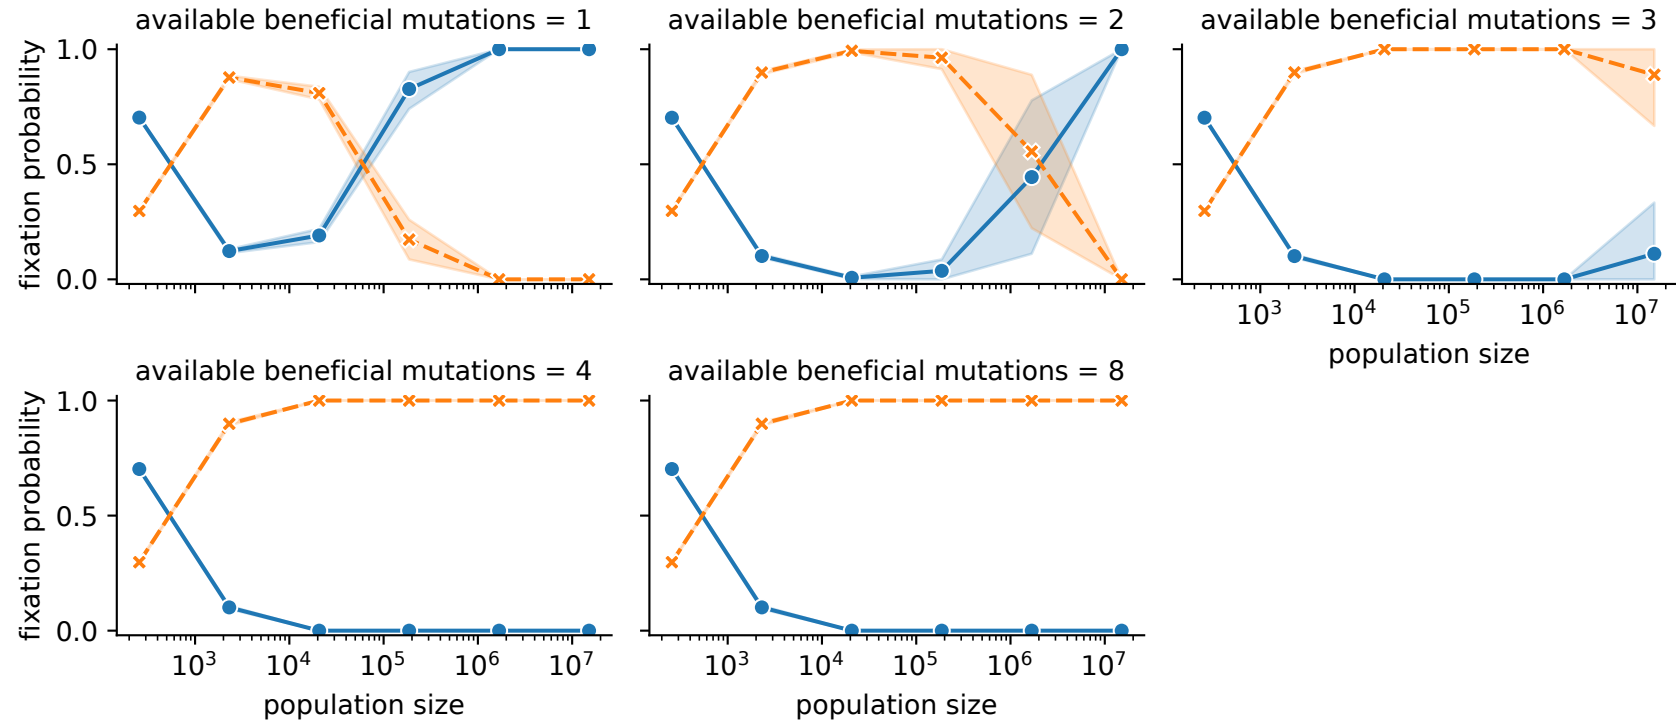 available beneficial mutations = 1
available beneficial mutations = 2
available beneficial mutations = 3
fixation probability
1.0
0.5
0.0
10³ 10⁴ 10⁵ 10⁶ 10⁷
population size
available beneficial mutations = 4
available beneficial mutations = 8
fixation probability
1.0
0.5
0.0
10³ 10⁴ 10⁵ 10⁶ 10⁷
population size
10³ 10⁴ 10⁵ 10⁶ 10⁷
population size